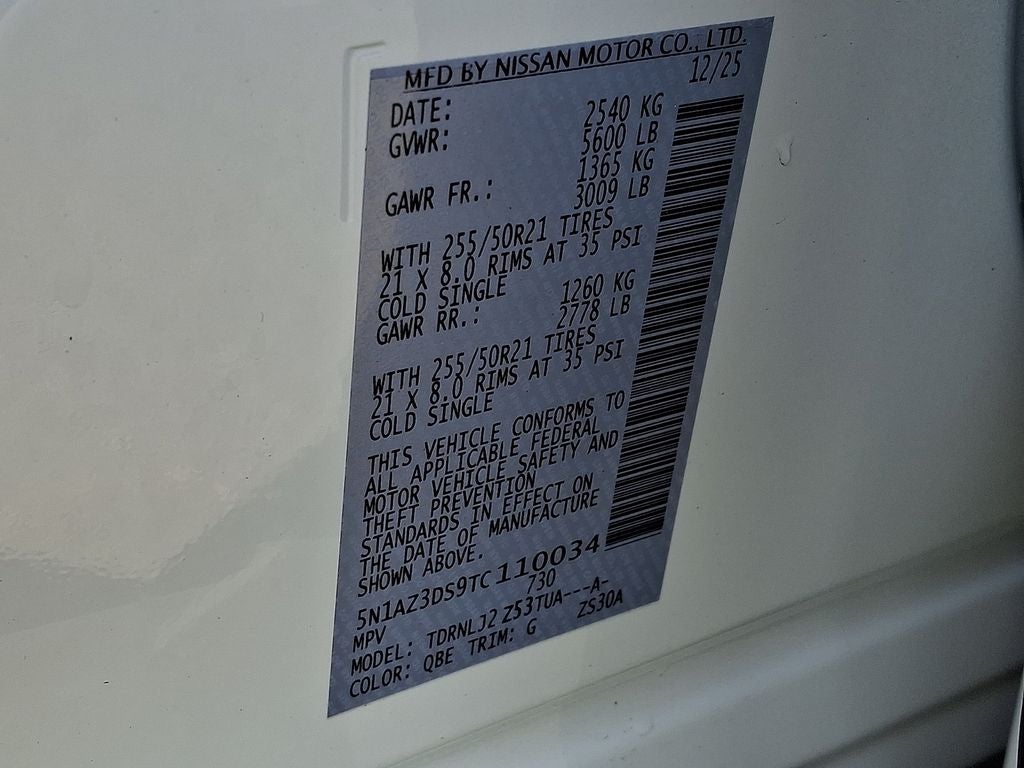 MFD BY NISSAN MOTOR CO., LTD.
DATE: 12/25
GVWR: 2540 KG
5600 LB
GAWR FR.: 1365 KG
3009 LB
WITH 255/50R21 TIRES
21 X 8.0 RIMS AT 35 PSI
COLD SINGLE
GAWR RR.: 1260 KG
2778 LB
WITH 255/50R21 TIRES
21 X 8.0 RIMS AT 35 PSI
COLD SINGLE
THIS VEHICLE CONFORMS TO
ALL APPLICABLE FEDERAL
MOTOR VEHICLE SAFETY AND
THEFT PREVENTION
STANDARDS IN EFFECT ON
THE DATE OF MANUFACTURE
SHOWN ABOVE.
5N1AZ3DS9TC110034
MPV 730
MODEL: TDRNLJ2 Z53TUA---A-
COLOR: QBE TRIM: G ZS30A